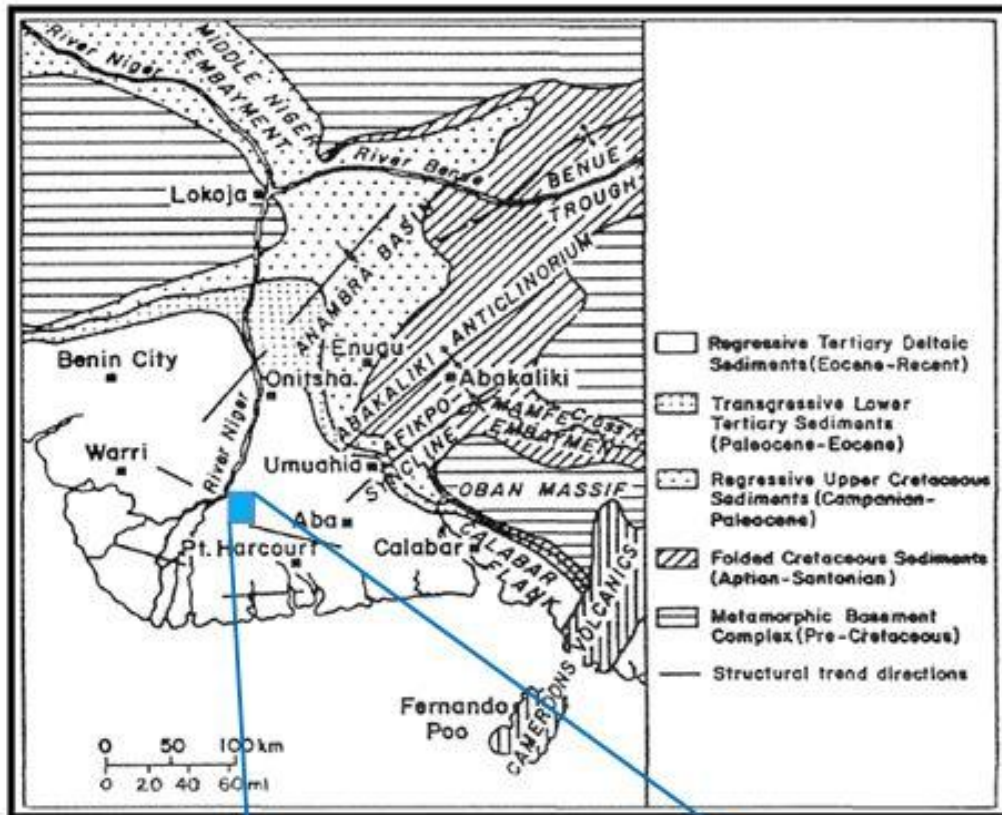 River Niger
MIDDLE NIGER
EMBAYMENT
River Benue
BENUE
TROUGH
Lokoja
ANAMBRA BASIN
ABAKALIKI ANTICLINORIUM
Benin City
Enugu
Onitsha
Abakaliki
AFIKPO
SYNCLINE
MAMFE
EMBAYMENT
Cross R.
Warri
River Niger
Umuahia
OBAN MASSIF
Aba
Pt. Harcourt
Calabar
CALABAR
FLANK
CAMEROONS VOLCANICS
Fernando
Poo
0 50 100 km
0 20 40 60 mi
Regressive Tertiary Deltaic
Sediments (Eocene-Recent)
Transgressive Lower
Tertiary Sediments
(Paleocene-Eocene)
Regressive Upper Cretaceous
Sediments (Campanian-
Paleocene)
Folded Cretaceous Sediments
(Aptian-Santonian)
Metamorphic Basement
Complex (Pre-Cretaceous)
Structural trend directions